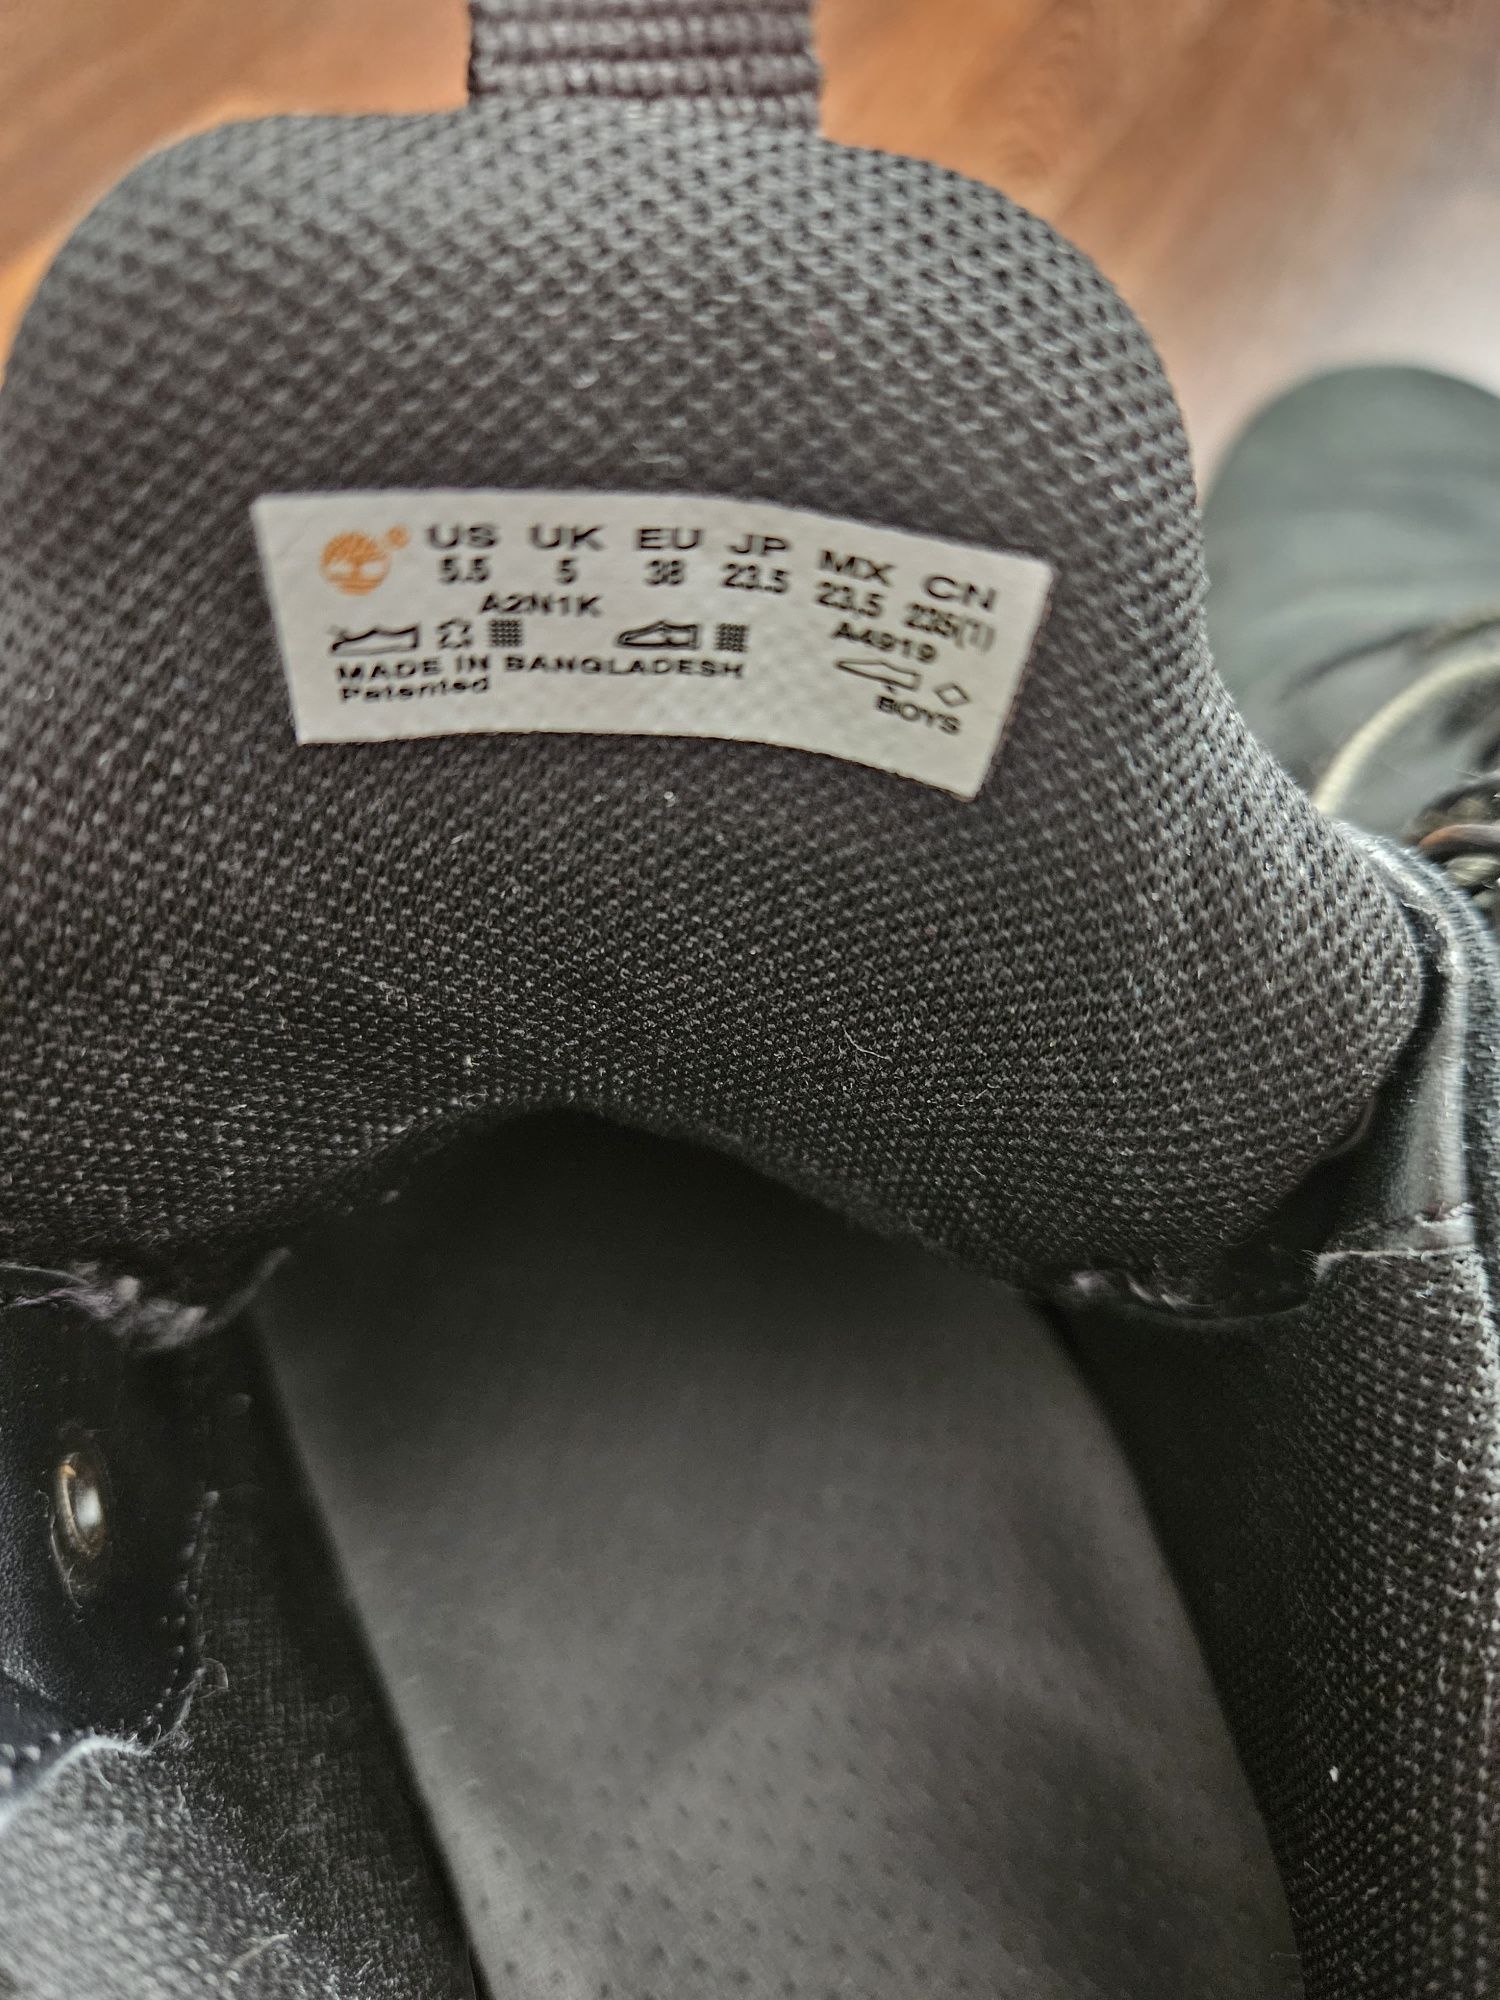 ® US UK EU JP MX CN
5.5 5 38 23.5 23.5 235(1)
A2N1K A4919
MADE IN BANGLADESH
Patented BOYS